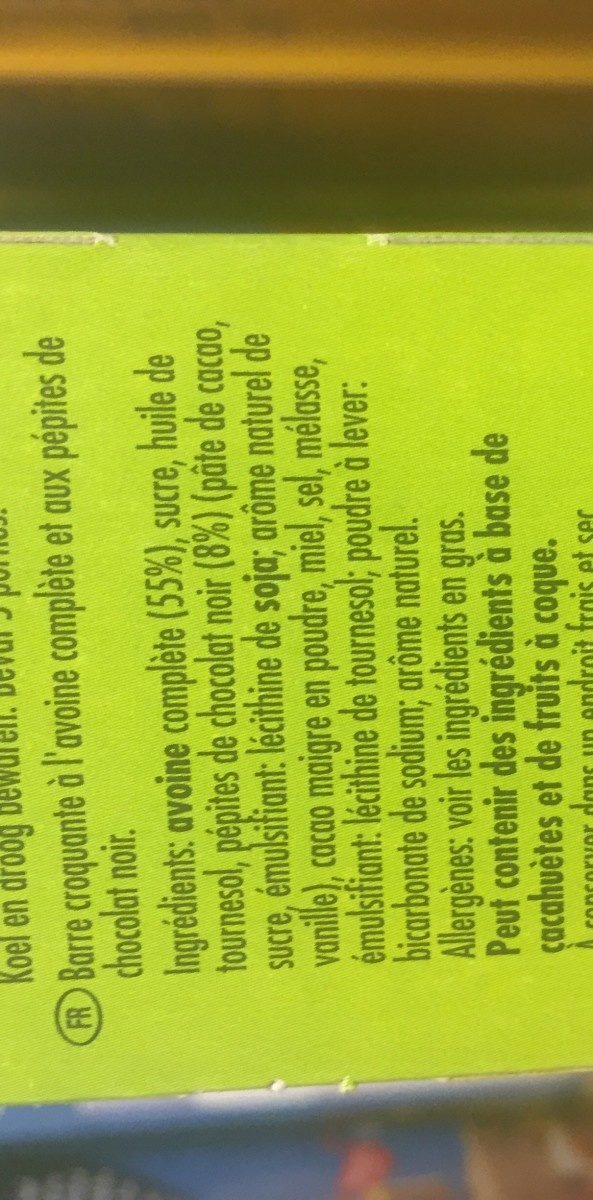 Koel en droog bewaren. Bevat 5 porties.
FR Barre croquante à l'avoine complète et aux pépites de
chocolat noir.
Ingrédients: avoine complète (55%), sucre, huile de
tournesol, pépites de chocolat noir (8%) (pâte de cacao,
sucre, émulsifiant: lécithine de soja; arôme naturel de
vanille), cacao maigre en poudre, miel, sel, mélasse,
émulsifiant: lécithine de tournesol; poudre à lever:
bicarbonate de sodium; arôme naturel.
Allergènes: voir les ingrédients en gras.
Peut contenir des ingrédients à base de
cacahuètes et de fruits à coque.
À conserver dans un endroit frais et sec